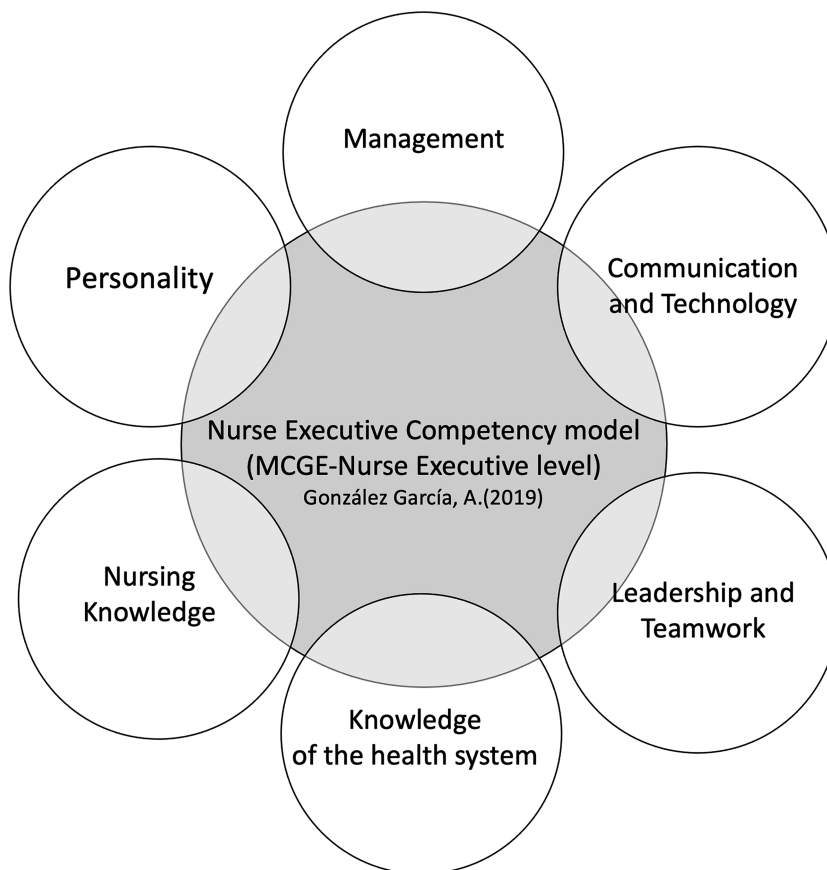 Management
Personality
Communication
and Technology
Nurse Executive Competency model
(MCGE-Nurse Executive level)
González García, A.(2019)
Nursing
Knowledge
Leadership and
Teamwork
Knowledge
of the health system